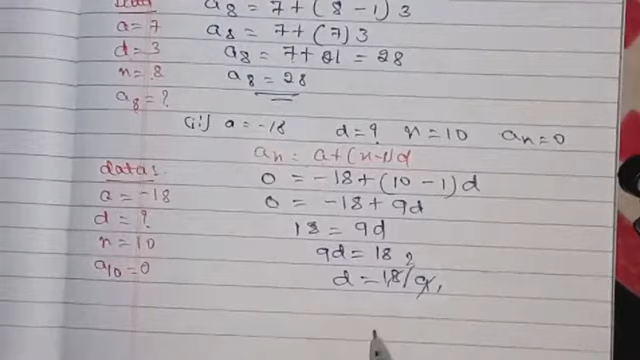 Data
a = 7
d = 3
n = 8
a8 = ?
a8 = 7 + (8 - 1) 3
a8 = 7 + (7) 3
a8 = 7 + 21 = 28
a8 = 28
(ii) a = -18 d = ? n = 10 an = 0
an = a + (n-1)d
data:
a = -18
d = ?
n = 10
a10 = 0
0 = -18 + (10 - 1) d
0 = -18 + 9d
18 = 9d
9d = 18
d = 18/9, 2